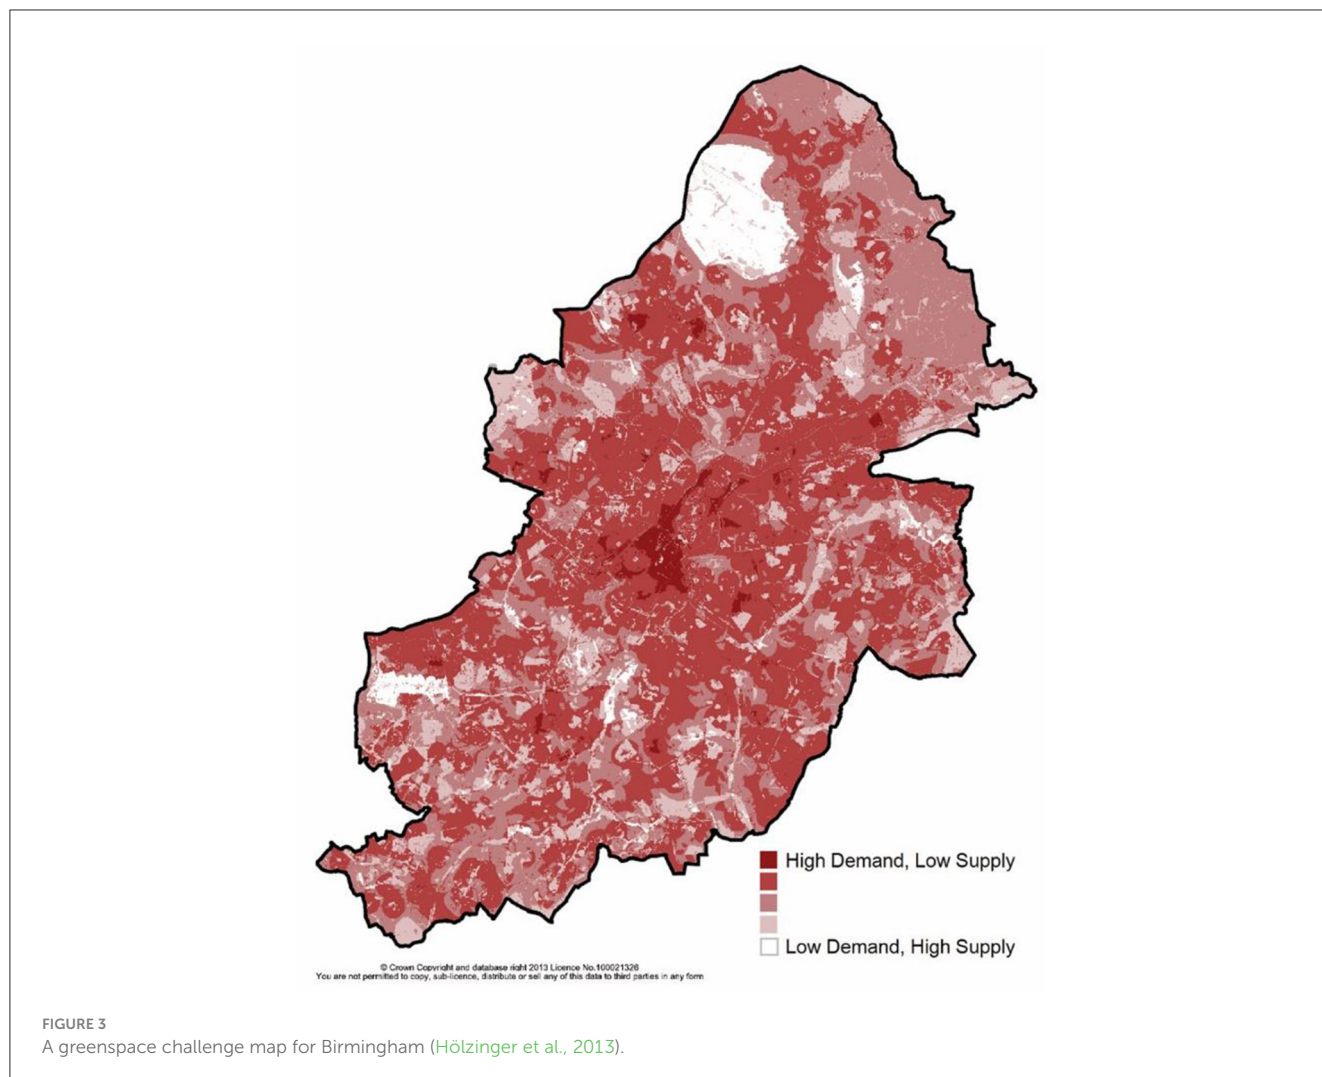 High Demand, Low Supply
Low Demand, High Supply
© Crown Copyright and database right 2013 Licence No.100021326
You are not permitted to copy, sub-licence, distribute or sell any of this data to third parties in any form
FIGURE 3
A greenspace challenge map for Birmingham (Hölzinger et al., 2013).